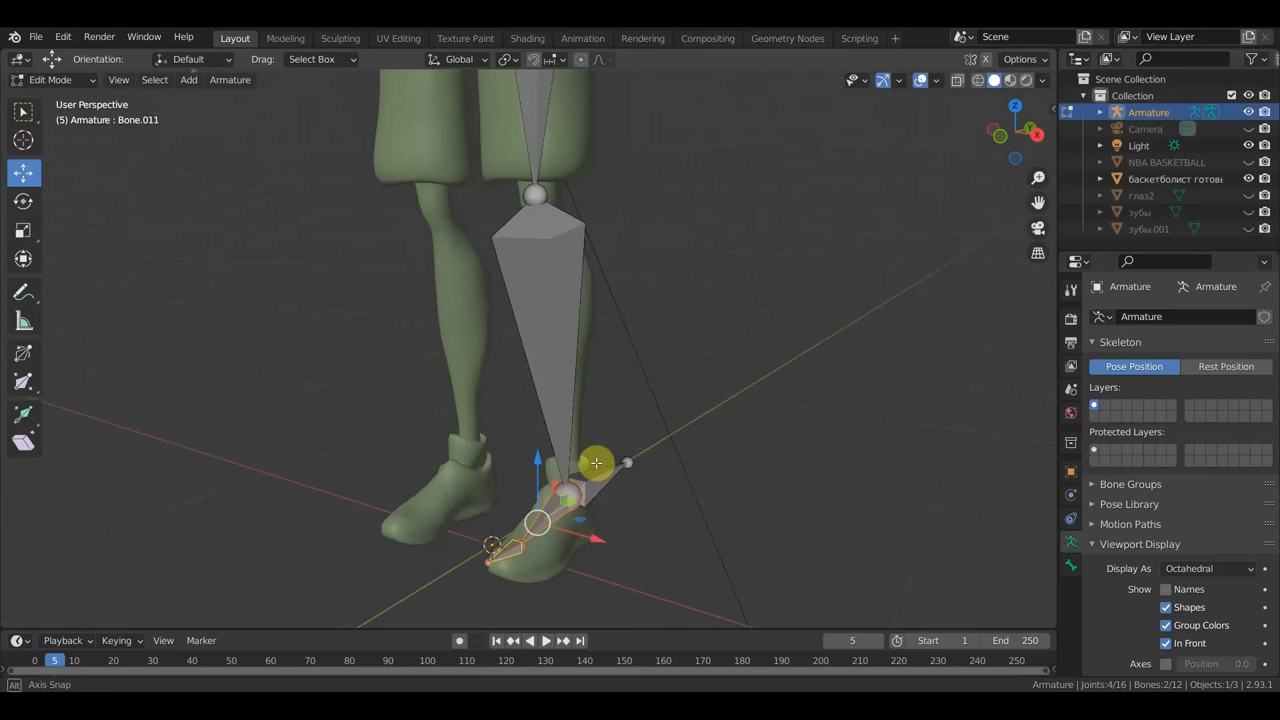 File Edit Render Window Help Layout Modeling Sculpting UV Editing Texture Paint Shading Animation Rendering Compositing Geometry Nodes Scripting + Scene View Layer
Orientation: Default Drag: Select Box Global Options
Edit Mode View Select Add Armature
User Perspective
(5) Armature : Bone.011
Z
Y
X
Scene Collection
Collection
Armature
Camera
Light
NBA BASKETBALL
баскетболист готовь
глаз2
зубы
зубы.001
Armature Armature
Armature
Skeleton
Pose Position Rest Position
Layers:
Protected Layers:
Bone Groups
Pose Library
Motion Paths
Viewport Display
Display As Octahedral
Show Names
Shapes
Group Colors
In Front
Axes Position 0.0
Playback Keying View Marker 5 Start 1 End 250
0 5 10 20 30 40 50 60 70 80 90 100 110 120 130 140 150 160 170 180 190 200 210 220 230 240 250
Alt Axis Snap Armature | Joints:4/16 | Bones:2/12 | Objects:1/3 | 2.93.1